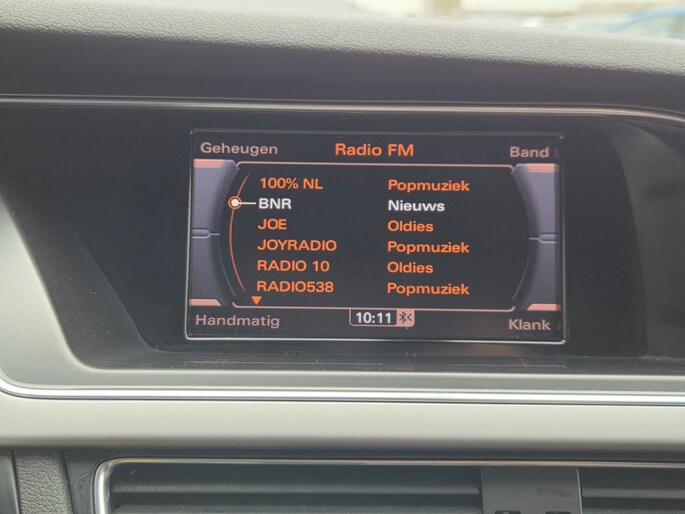 Geheugen Radio FM Band
100% NL Popmuziek
BNR Nieuws
JOE Oldies
JOYRADIO Popmuziek
RADIO 10 Oldies
RADIO538 Popmuziek
Handmatig 10:11 Klank